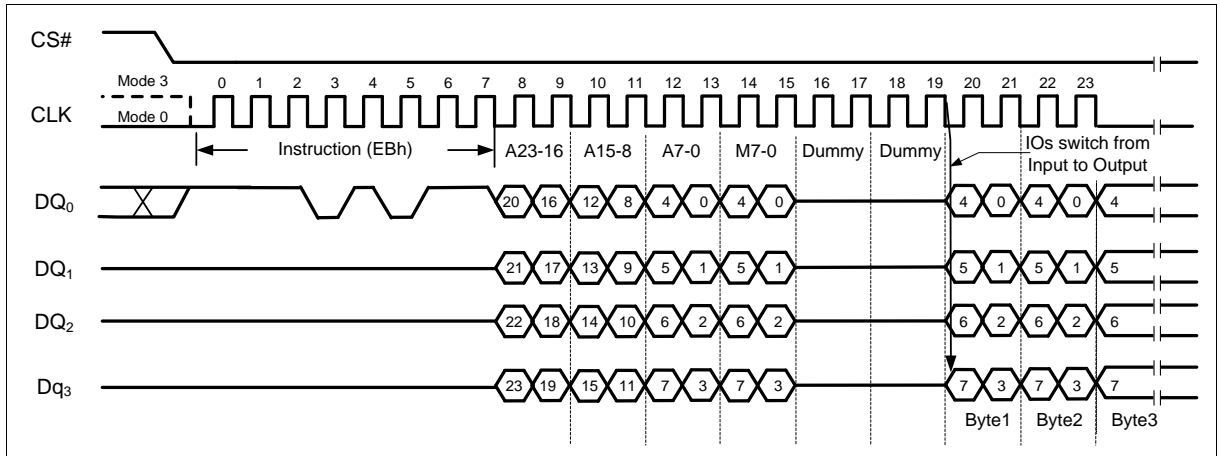 CS#
Mode 3
0 1 2 3 4 5 6 7 8 9 10 11 12 13 14 15 16 17 18 19 20 21 22 23
CLK
Mode 0
Instruction (EBh) A23-16 A15-8 A7-0 M7-0 Dummy Dummy
IOs switch from
Input to Output
DQ0 20 16 12 8 4 0 4 0 4 0 4 0 4
DQ1 21 17 13 9 5 1 5 1 5 1 5 1 5
DQ2 22 18 14 10 6 2 6 2 6 2 6 2 6
Dq3 23 19 15 11 7 3 7 3 7 3 7 3 7
Byte1 Byte2 Byte3